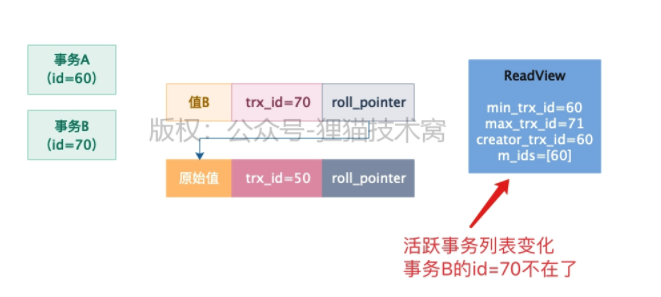 事务A
（id=60）
事务B
（id=70）
值B trx_id=70 roll_pointer
版权：公众号-狸猫技术窝
原始值 trx_id=50 roll_pointer
ReadView
min_trx_id=60
max_trx_id=71
creator_trx_id=60
m_ids=[60]
活跃事务列表变化
事务B的id=70不在了